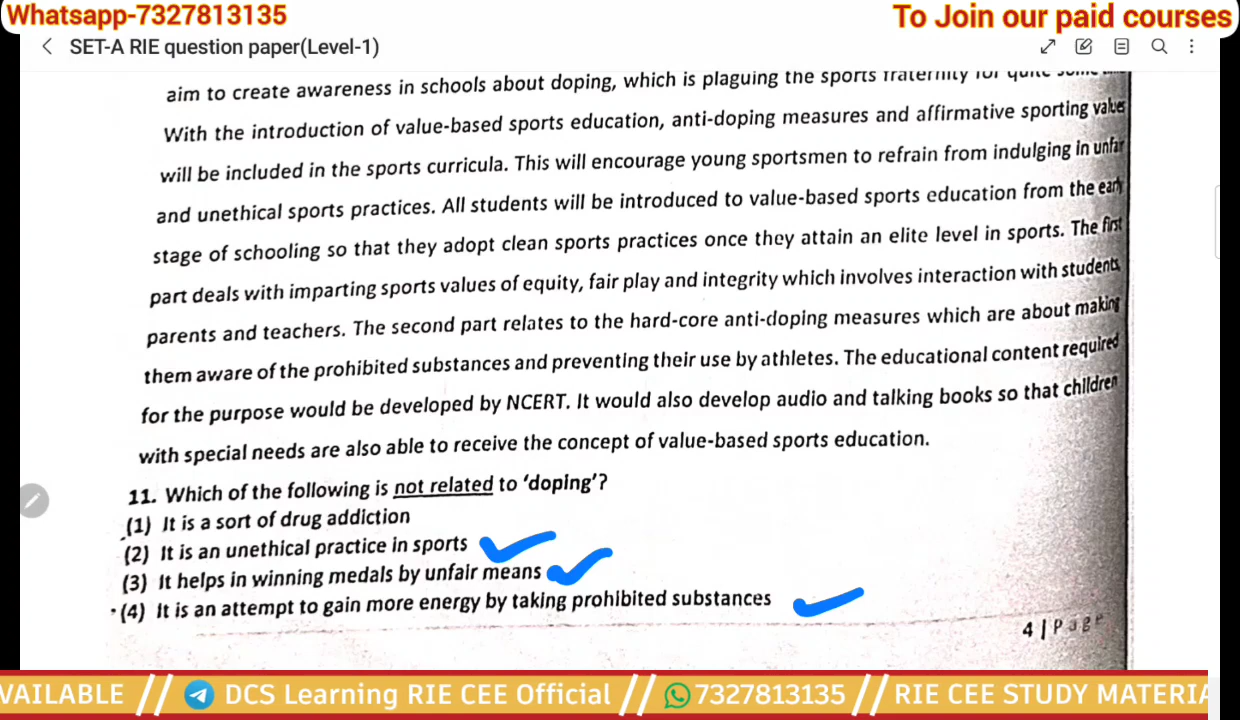 Whatsapp-7327813135
To Join our paid courses
SET-A RIE question paper(Level-1)
aim to create awareness in schools about doping, which is plaguing the sports fraternity for quite some
With the introduction of value-based sports education, anti-doping measures and affirmative sporting values
will be included in the sports curricula. This will encourage young sportsmen to refrain from indulging in unfair
and unethical sports practices. All students will be introduced to value-based sports education from the early
stage of schooling so that they adopt clean sports practices once they attain an elite level in sports. The first
part deals with imparting sports values of equity, fair play and integrity which involves interaction with students,
parents and teachers. The second part relates to the hard-core anti-doping measures which are about making
them aware of the prohibited substances and preventing their use by athletes. The educational content required
for the purpose would be developed by NCERT. It would also develop audio and talking books so that children
with special needs are also able to receive the concept of value-based sports education.
11. Which of the following is not related to 'doping'?
(1) It is a sort of drug addiction
(2) It is an unethical practice in sports
(3) It helps in winning medals by unfair means
(4) It is an attempt to gain more energy by taking prohibited substances
4 | Page
VAILABLE // DCS Learning RIE CEE Official // 7327813135 // RIE CEE STUDY MATERIA